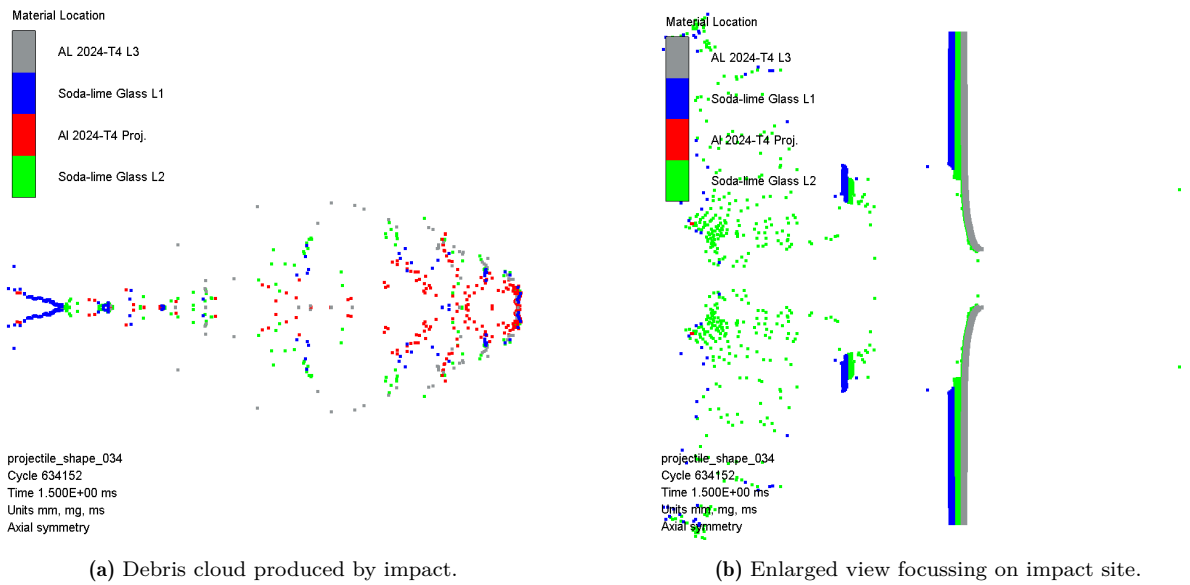 Material Location
AL 2024-T4 L3
Soda-lime Glass L1
Al 2024-T4 Proj.
Soda-lime Glass L2
projectile_shape_034
Cycle 634152
Time 1.500E+00 ms
Units mm, mg, ms
Axial symmetry
(a) Debris cloud produced by impact.
Material Location
AL 2024-T4 L3
Soda-lime Glass L1
Al 2024-T4 Proj.
Soda-lime Glass L2
projectile_shape_034
Cycle 634152
Time 1.500E+00 ms
Units mm, mg, ms
Axial symmetry
(b) Enlarged view focussing on impact site.